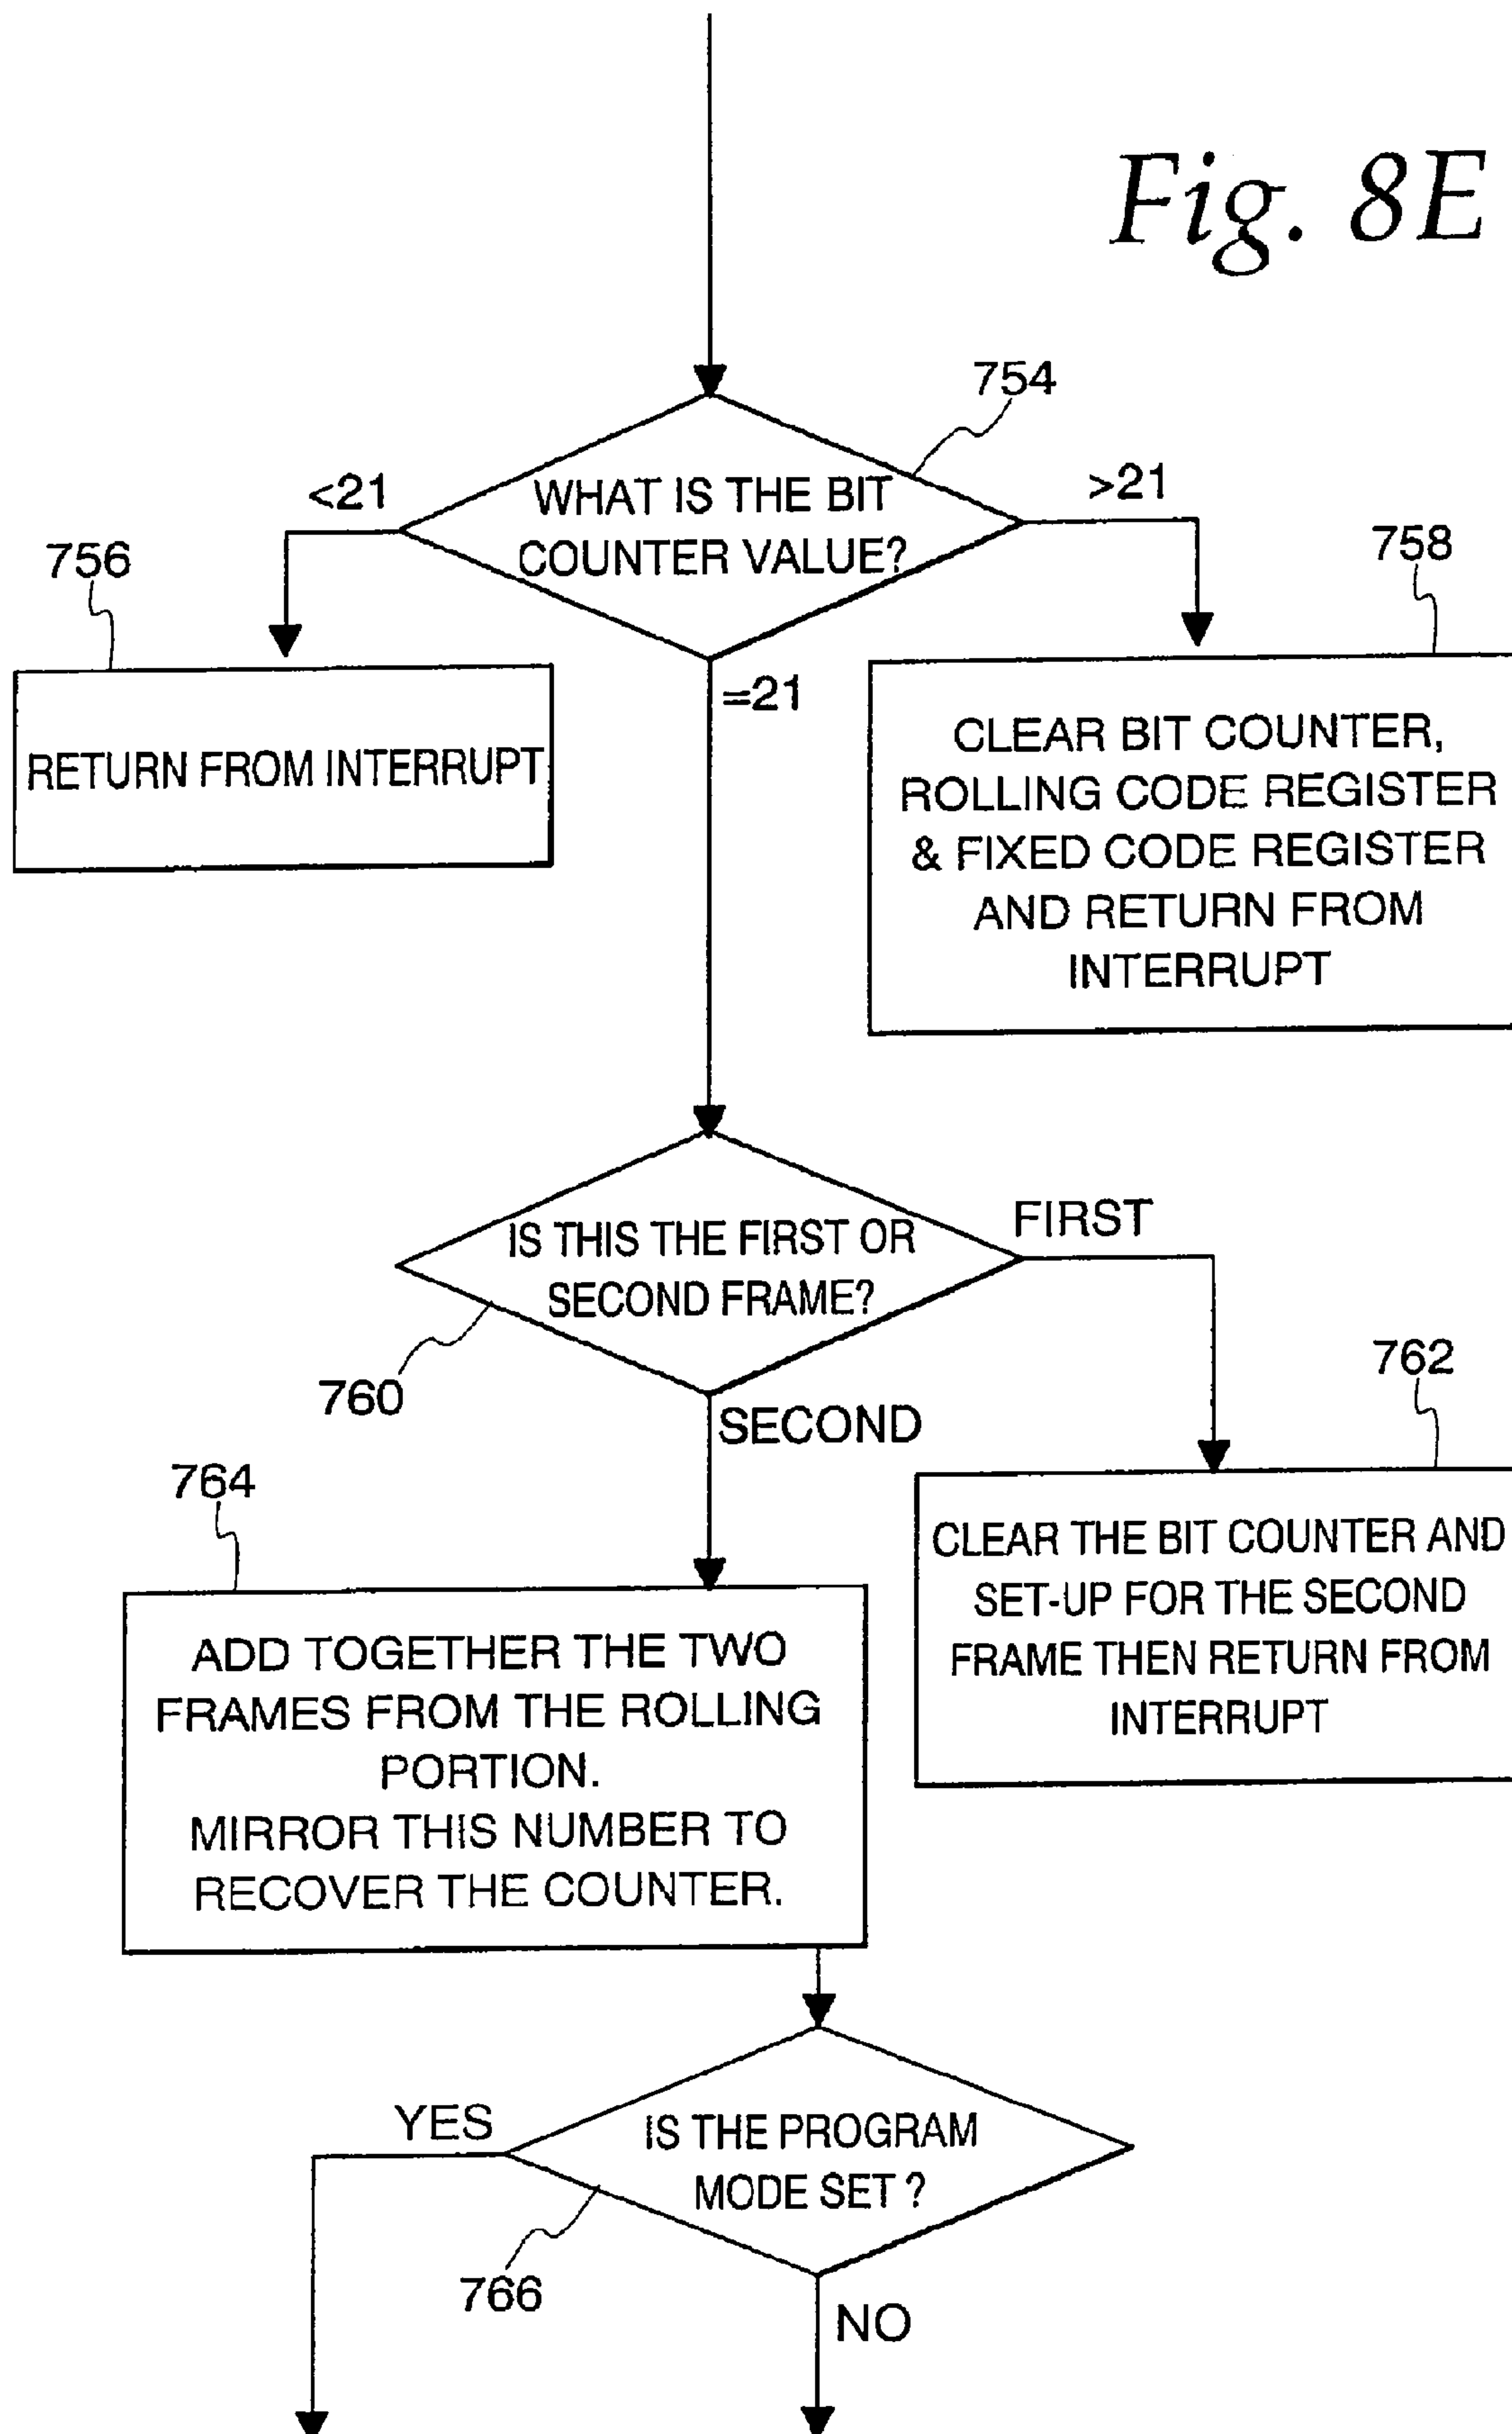 Fig. 8E
754
<21
WHAT IS THE BIT
COUNTER VALUE?
>21
756
758
=21
RETURN FROM INTERRUPT
CLEAR BIT COUNTER,
ROLLING CODE REGISTER
& FIXED CODE REGISTER
AND RETURN FROM
INTERRUPT
IS THIS THE FIRST OR
SECOND FRAME?
FIRST
760
762
SECOND
764
CLEAR THE BIT COUNTER AND
SET-UP FOR THE SECOND
FRAME THEN RETURN FROM
INTERRUPT
ADD TOGETHER THE TWO
FRAMES FROM THE ROLLING
PORTION.
MIRROR THIS NUMBER TO
RECOVER THE COUNTER.
YES
IS THE PROGRAM
MODE SET ?
766
NO